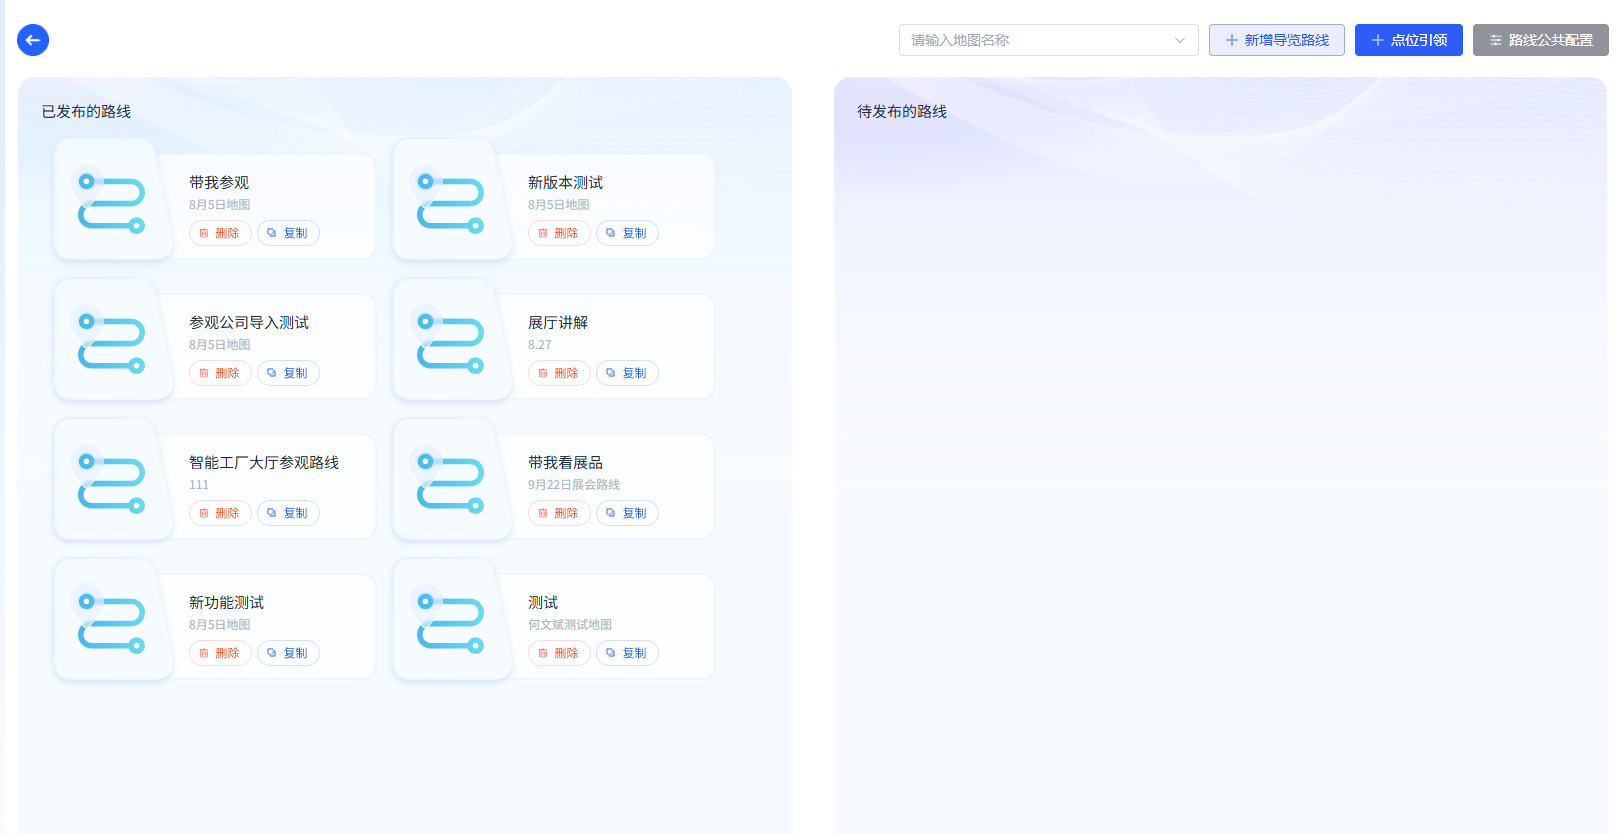 请输入地图名称
新增导览路线
点位引领
路线公共配置
已发布的路线
带我参观
8月5日地图
删除 复制
新版本测试
8月5日地图
删除 复制
参观公司导入测试
8月5日地图
删除 复制
展厅讲解
8.27
删除 复制
智能工厂大厅参观路线
111
删除 复制
带我看展品
9月22日展会路线
删除 复制
新功能测试
8月5日地图
删除 复制
测试
何文斌测试地图
删除 复制
待发布的路线